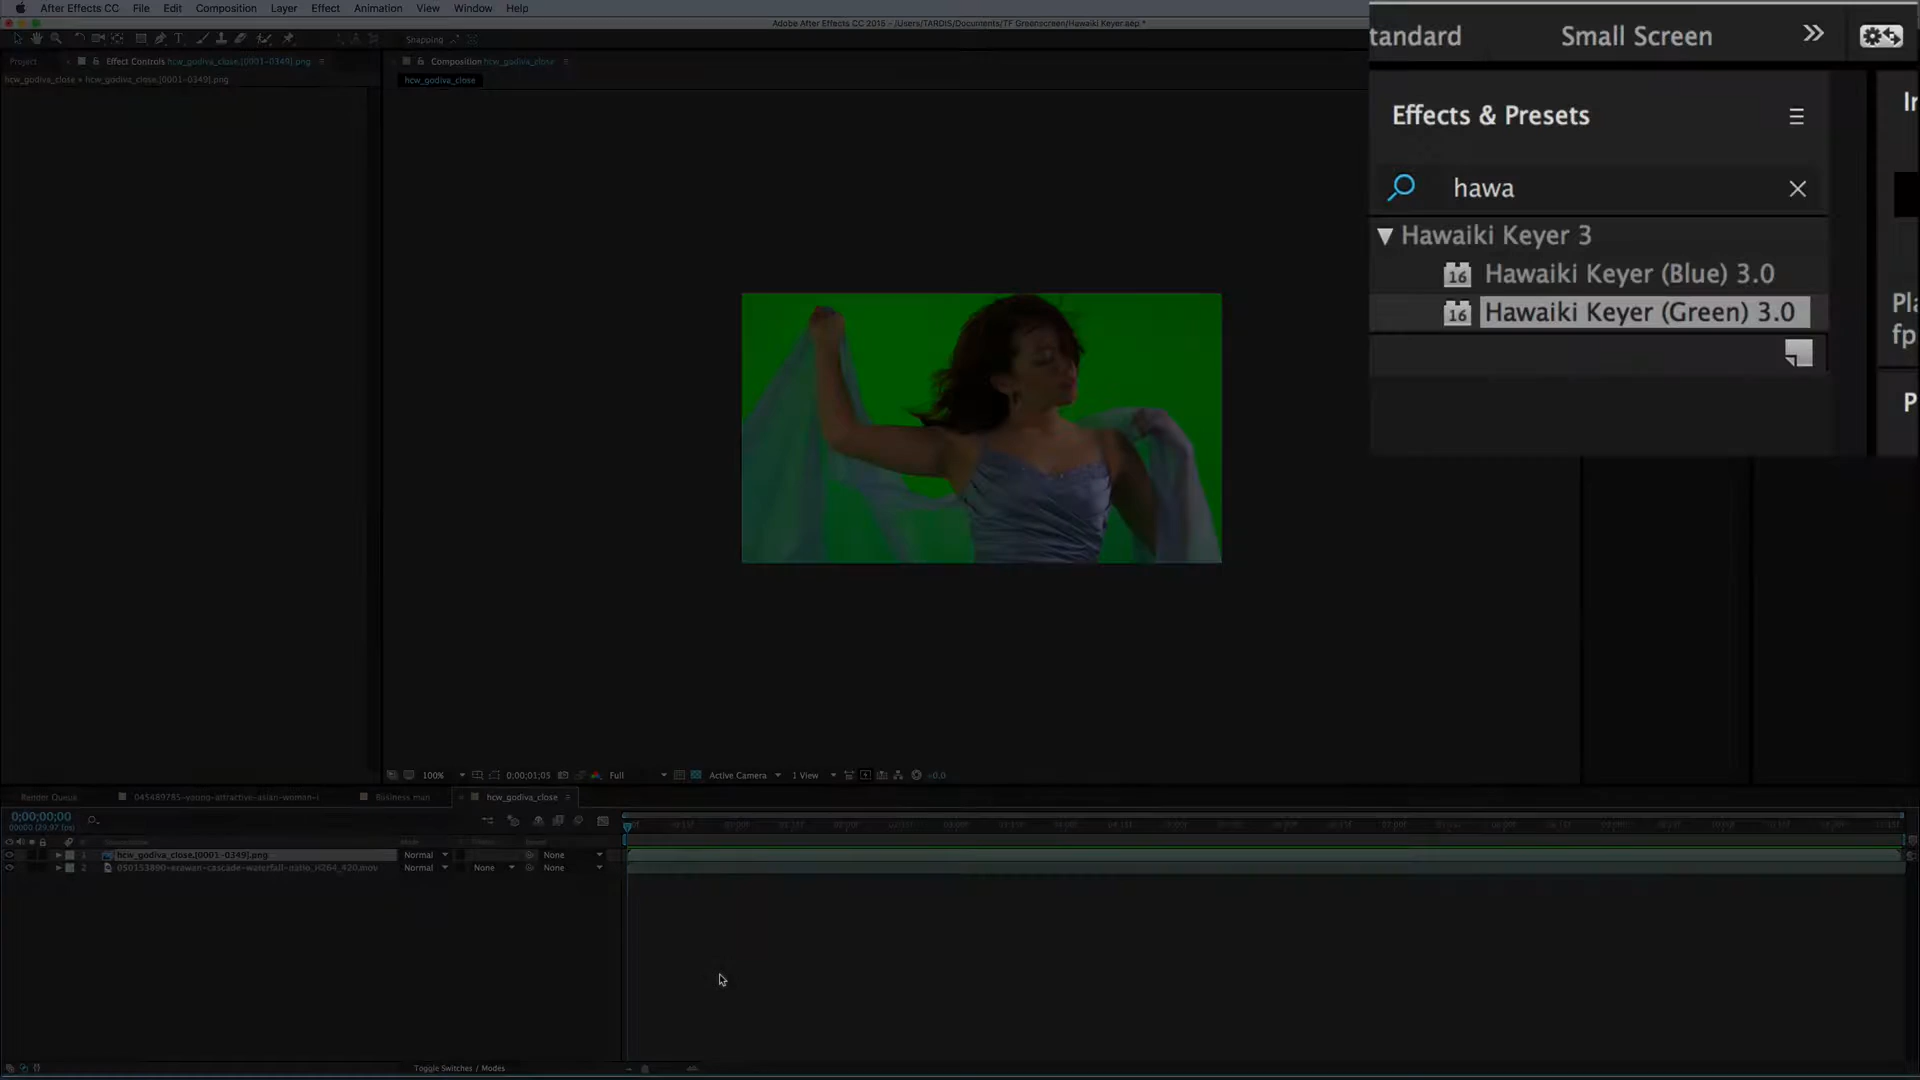 After Effects CC File Edit Composition Layer Effect Animation View Window Help
Adobe After Effects CC 2015 - /Users/TARDIS/Documents/TF Greenscreen/Hawaiki Keyer.aep *
Snapping
tandard Small Screen
Project Effect Controls hcw_godiva_close.[0001-0349].png
Composition hcw_godiva_close
hcw_godiva_close • hcw_godiva_close.[0001-0349].png
hcw_godiva_close
Effects & Presets
hawa
Hawaiki Keyer 3
16 Hawaiki Keyer (Blue) 3.0
16 Hawaiki Keyer (Green) 3.0
Pla
fp
P
100% 0;00;01;05 Full Active Camera 1 View +0.0
Render Queue 045489785-young-attractive-asian-woman-l Business man hcw_godiva_close
0;00;00;00
00000 (29.97 fps)
1 hcw_godiva_close.[0001-0349].png Normal None
2 050153890-erawan-cascade-waterfall-natio_H264_420.mov Normal None None
Toggle Switches / Modes